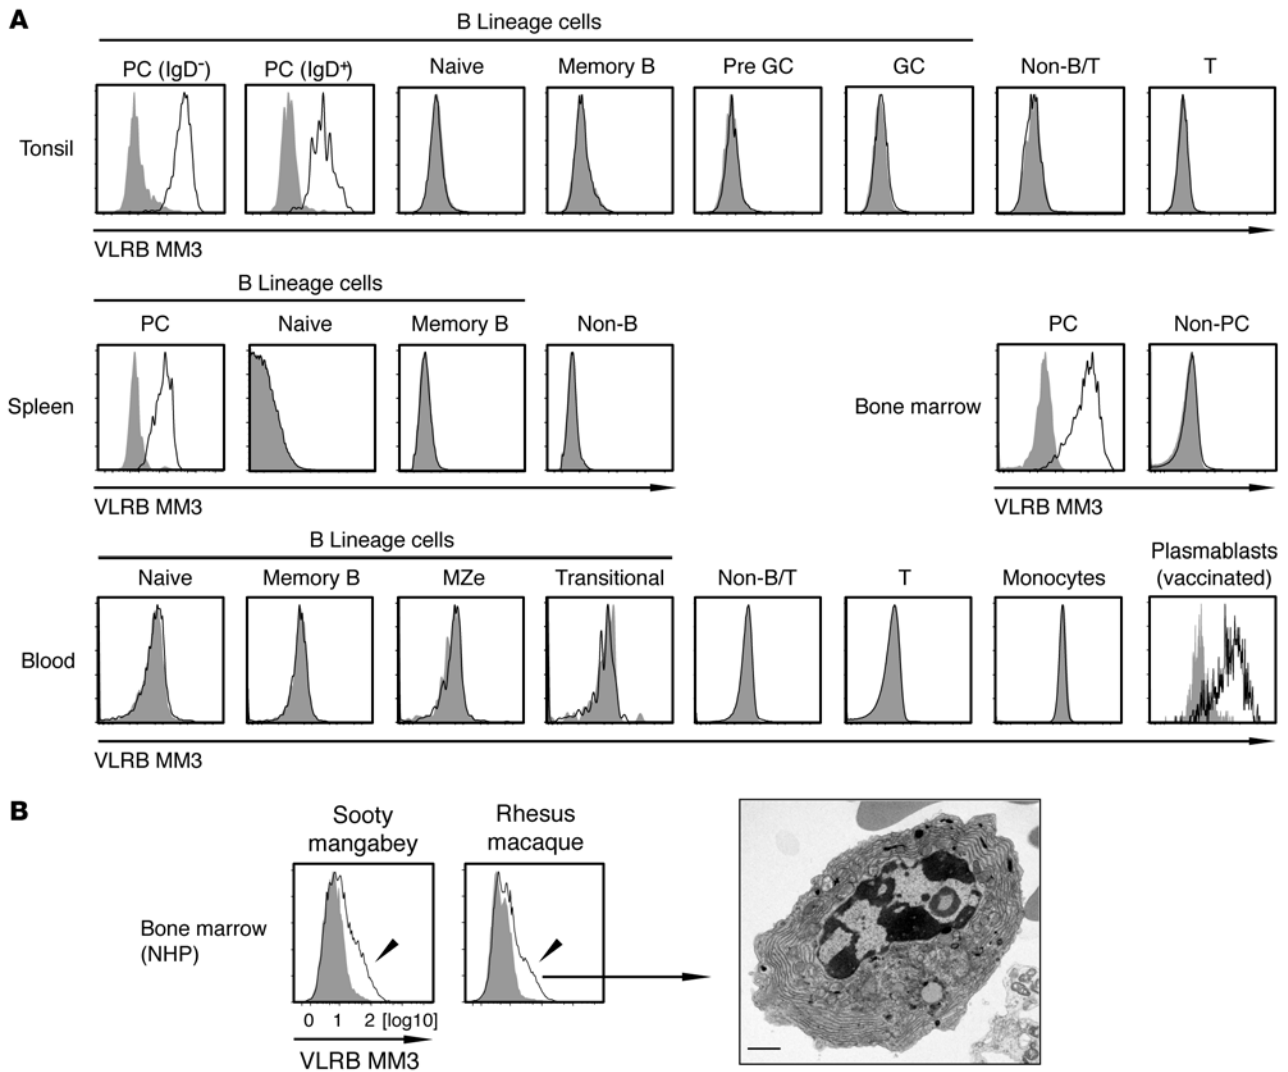 A
B Lineage cells
PC (IgD-) PC (IgD+) Naive Memory B Pre GC GC Non-B/T T
Tonsil
VLRB MM3
B Lineage cells
PC Naive Memory B Non-B PC Non-PC
Spleen Bone marrow
VLRB MM3 VLRB MM3
B Lineage cells
Plasmablasts
Naive Memory B MZe Transitional Non-B/T T Monocytes (vaccinated)
Blood
VLRB MM3
B
Sooty Rhesus
mangabey macaque
Bone marrow
(NHP)
0 1 2 [log10]
VLRB MM3